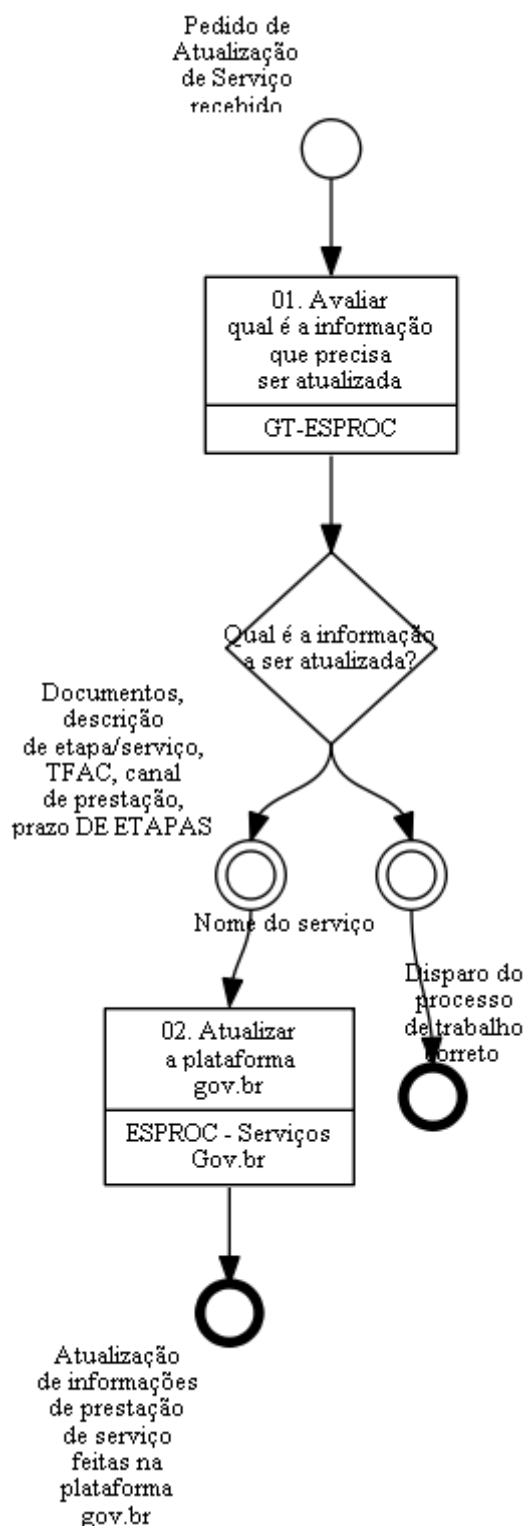 Pedido de
Atualização
de Serviço
recebido
01. Avaliar
qual é a informação
que precisa
ser atualizada
GT-ESPROC
Qual é a informação
a ser atualizada?
Documentos,
descrição
de etapa/serviço,
TFAC, canal
de prestação,
prazo DE ETAPAS
Nome do serviço
Disparo do
processo
de trabalho
correto
02. Atualizar
a plataforma
gov.br
ESPROC - Serviços
Gov.br
Atualização
de informações
de prestação
de serviço
feitas na
plataforma
gov.br